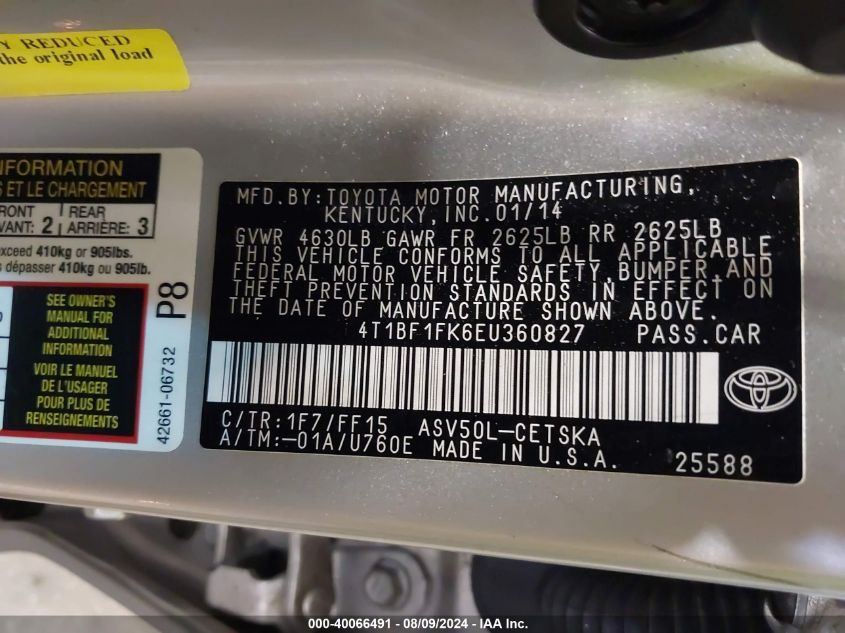 Y REDUCED
the original load
NFORMATION
S ET LE CHARGEMENT
FRONT
VANT: 2
REAR
ARRIÈRE: 3
exceed 410kg or 905lbs.
s dépasser 410kg ou 905lb.
SEE OWNER'S
MANUAL FOR
ADDITIONAL
INFORMATION
VOIR LE MANUEL
DE L'USAGER
POUR PLUS DE
RENSEIGNEMENTS
P8
42661-06732
MFD.BY:TOYOTA MOTOR MANUFACTURING,
KENTUCKY,INC.01/14
GVWR 4630LB GAWR FR 2625LB RR 2625LB
THIS VEHICLE CONFORMS TO ALL APPLICABLE
FEDERAL MOTOR VEHICLE SAFETY,BUMPER,AND
THEFT PREVENTION STANDARDS IN EFFECT ON
THE DATE OF MANUFACTURE SHOWN ABOVE.
4T1BF1FK6EU360827 PASS.CAR
C/TR:1F7/FF15 ASV50L-CETSKA
A/TM:-01A/U760E MADE IN U.S.A. 25588
000-40066491 - 08/09/2024 - IAA Inc.